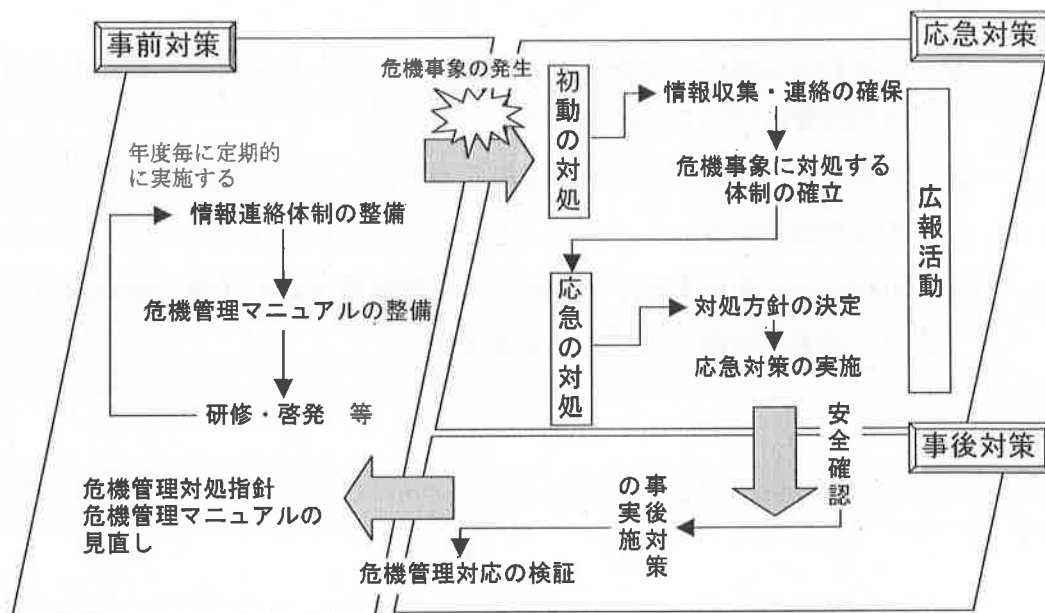 事前対策
年度毎に定期的
に実施する
情報連絡体制の整備
危機管理マニュアルの整備
研修・啓発　等
危機事象の発生
応急対策
初動の対処
情報収集・連絡の確保
危機事象に対処する
体制の確立
応急の対処
対処方針の決定
応急対策の実施
広報活動
安全確認
事後対策
事後対策
の実施
危機管理対応の検証
危機管理対処指針
危機管理マニュアルの
見直し